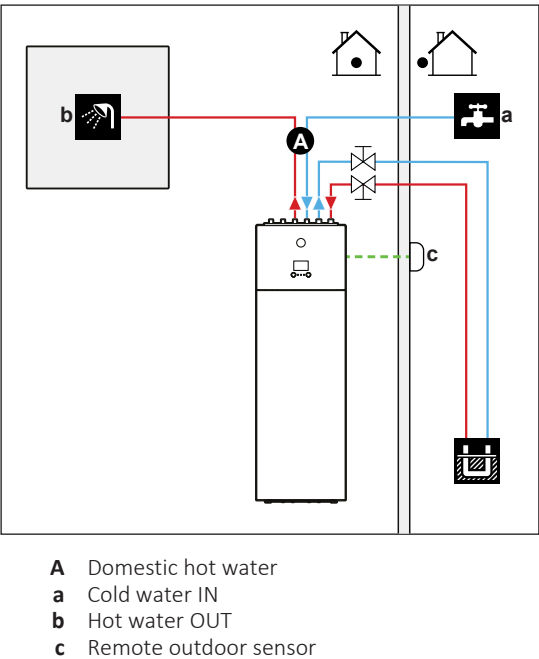 b
A
a
c
A Domestic hot water
a Cold water IN
b Hot water OUT
c Remote outdoor sensor